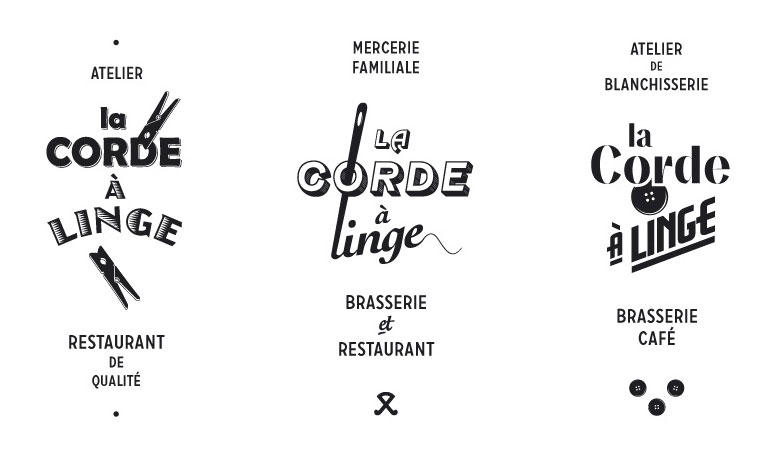 ATELIER
la
CORDE
À
LINGE
RESTAURANT
DE
QUALITÉ
MERCERIE
FAMILIALE
LA
CORDE
à
linge
BRASSERIE
et
RESTAURANT
ATELIER
DE
BLANCHISSERIE
la
Corde
À LINGE
BRASSERIE
CAFÉ